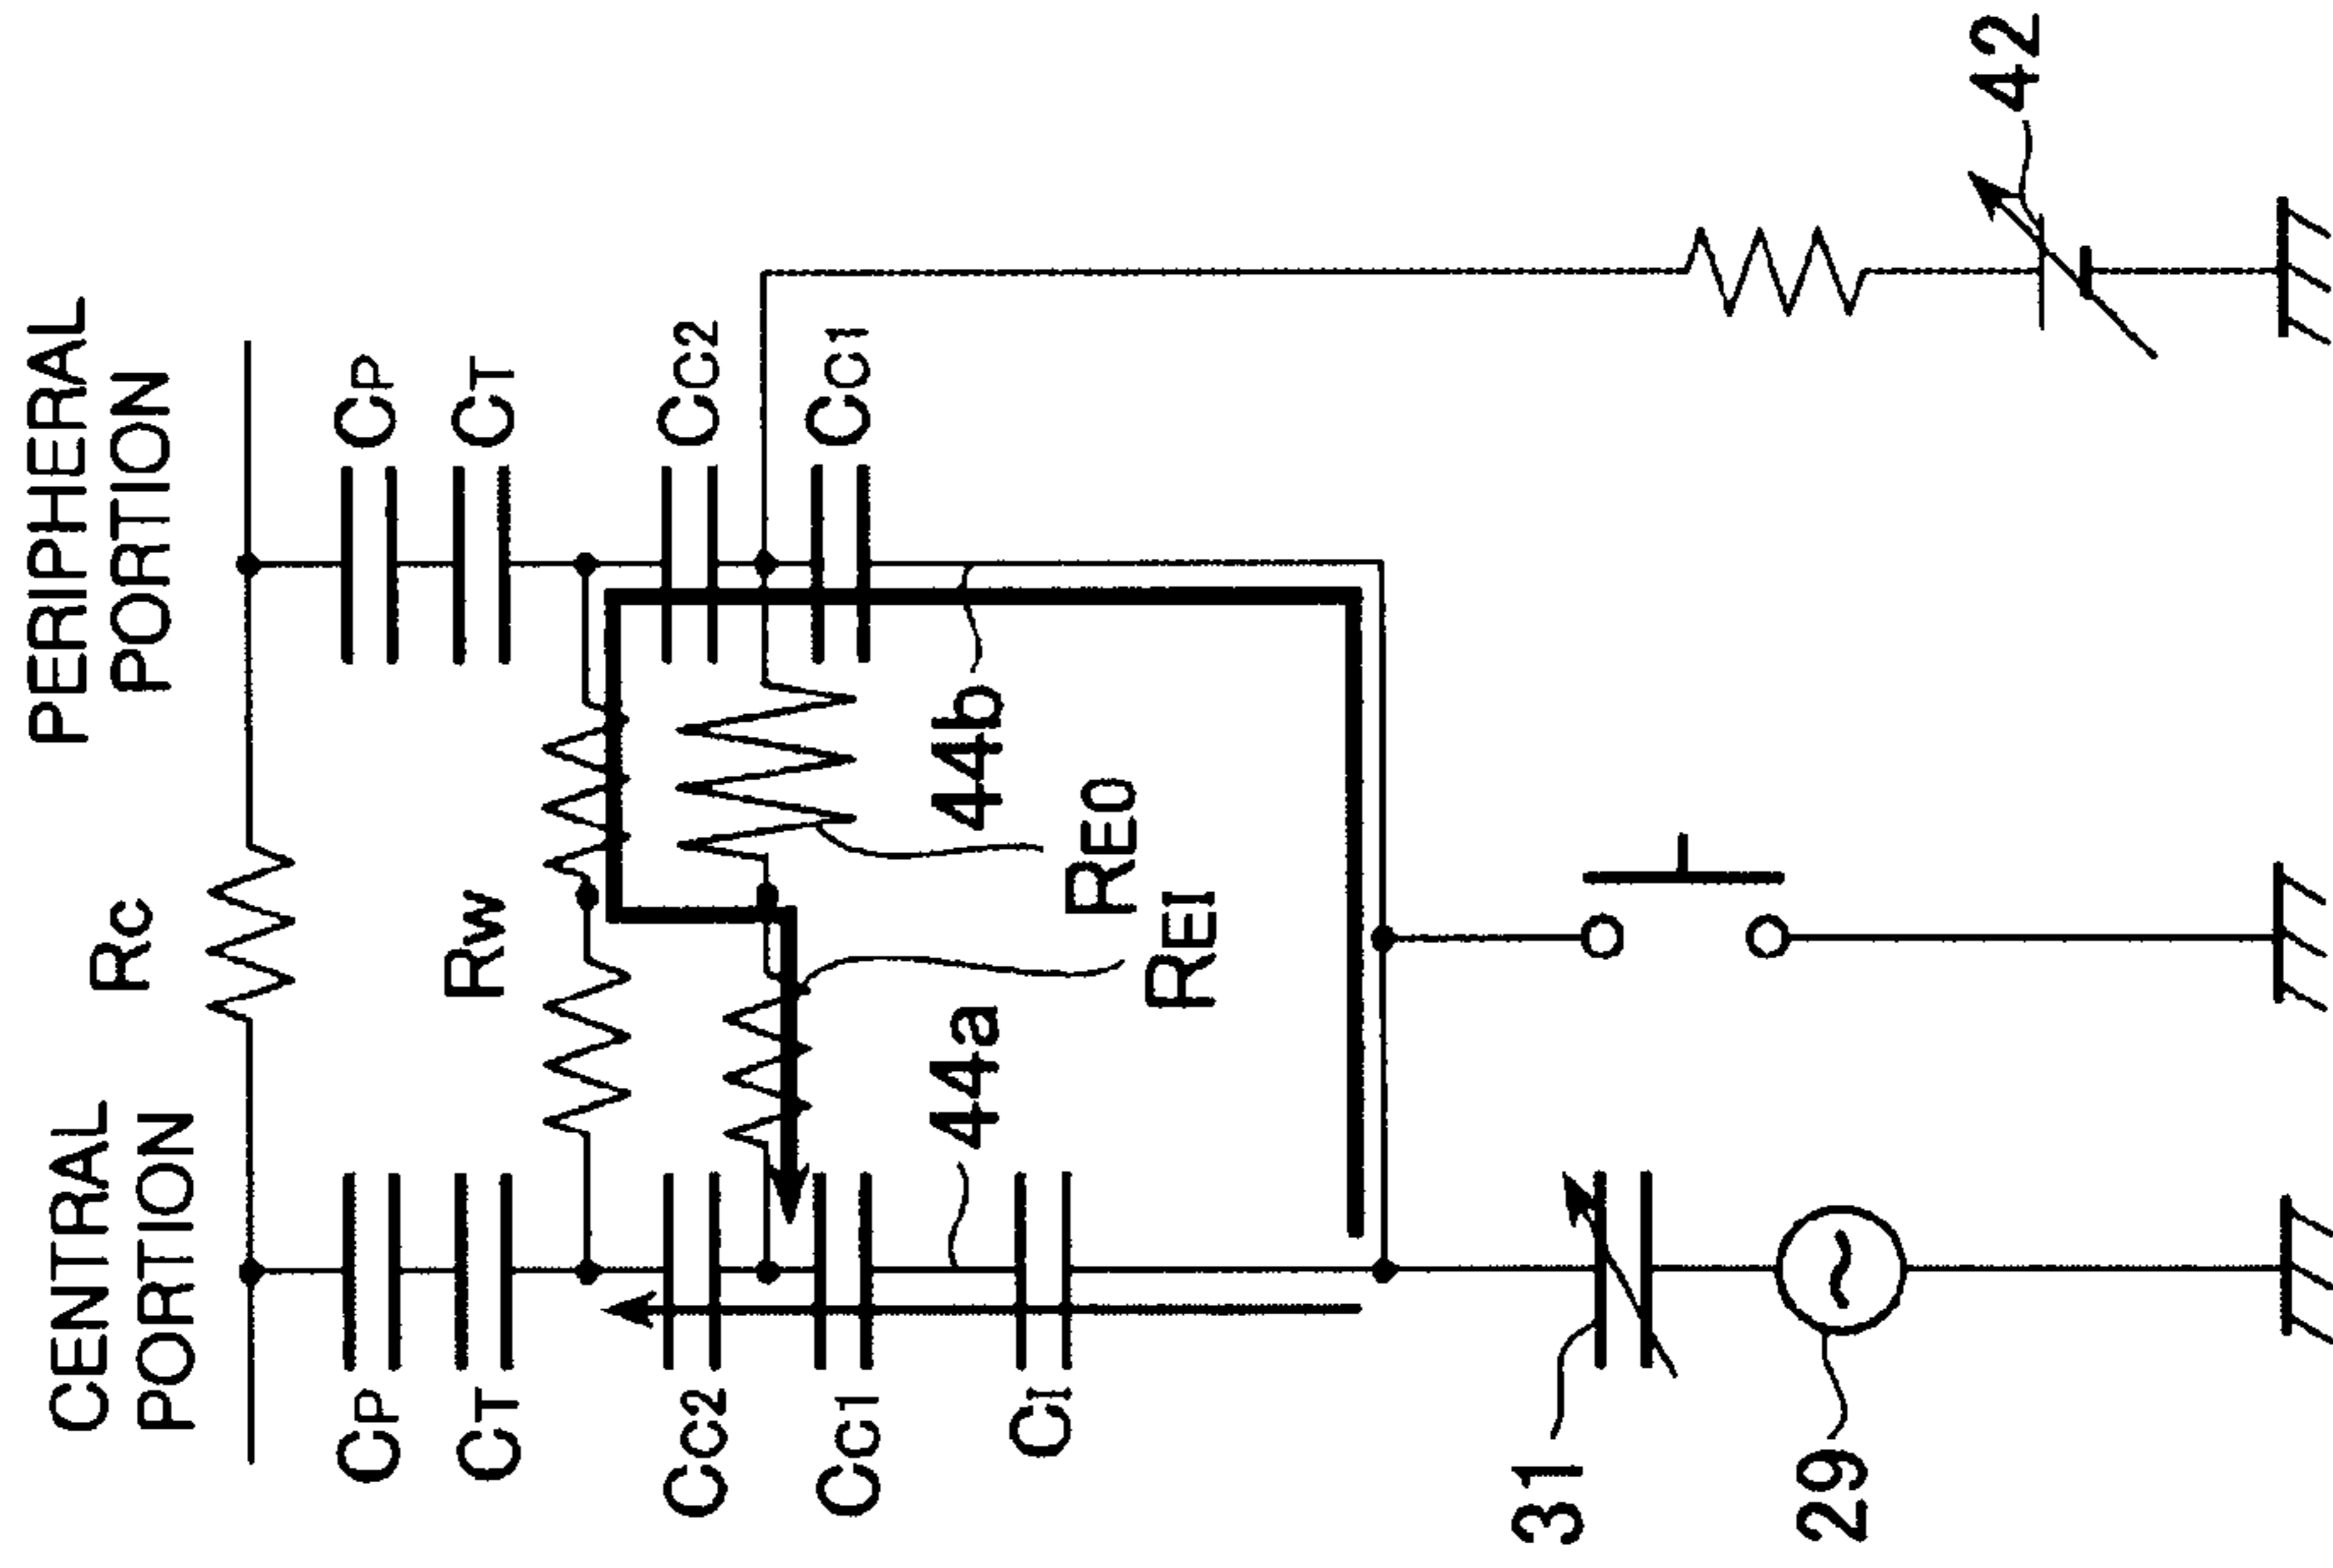 CENTRAL
PORTION
PERIPHERAL
PORTION
RC
CP
CP
CT
RW
CT
CC2
CC2
CC1
CC1
CI
44a
44b
REO
REI
31
29
42